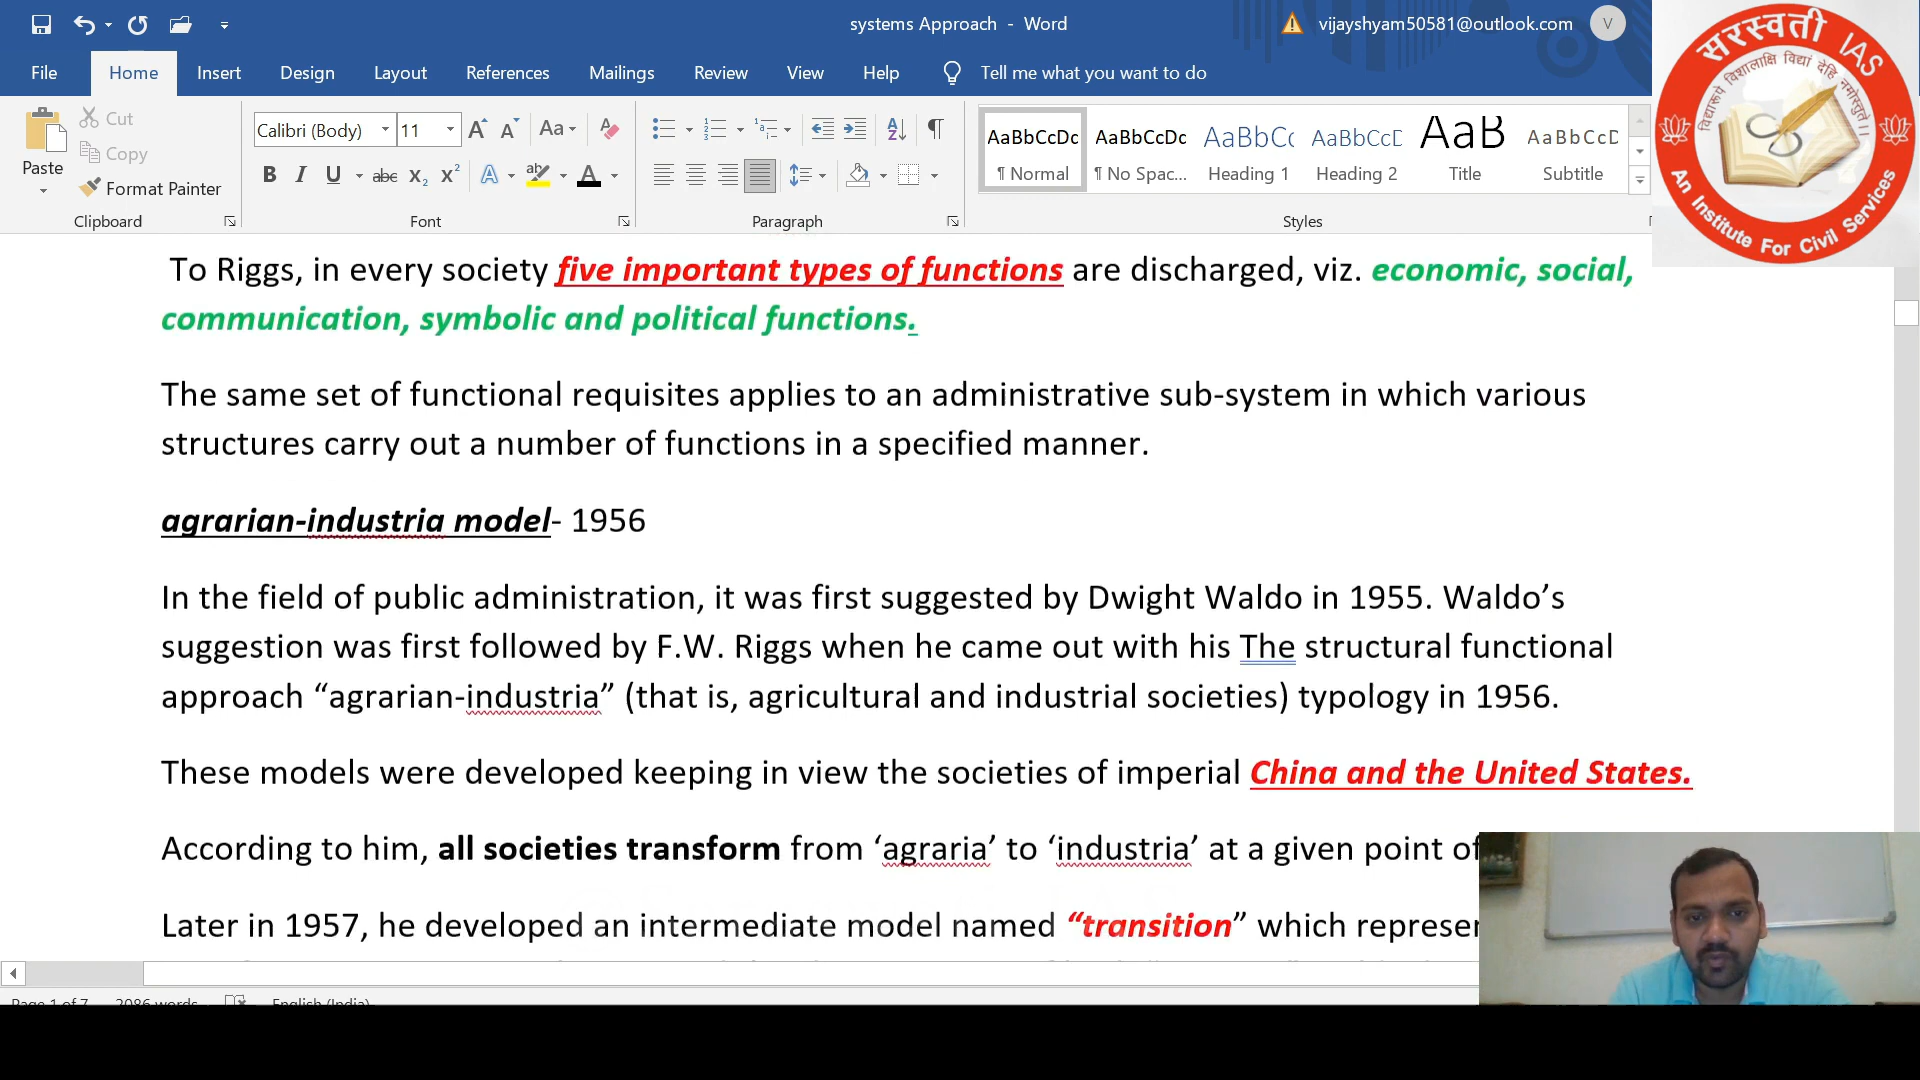 systems Approach - Word
vijayshyam50581@outlook.com
V
File Home Insert Design Layout References Mailings Review View Help Tell me what you want to do
Paste
Cut
Copy
Format Painter
Clipboard
Calibri (Body) 11
Font
Paragraph
AaBbCcDc AaBbCcDc AaBbCc AaBbCcD AaB AaBbCcD
¶ Normal ¶ No Spac... Heading 1 Heading 2 Title Subtitle
Styles
सरस्वती IAS
विद्यारूपे विशालाक्षि विद्यां देहि नमोस्तुते।।
An Institute For Civil Services
To Riggs, in every society five important types of functions are discharged, viz. economic, social,
communication, symbolic and political functions.
The same set of functional requisites applies to an administrative sub-system in which various
structures carry out a number of functions in a specified manner.
agrarian-industria model- 1956
In the field of public administration, it was first suggested by Dwight Waldo in 1955. Waldo’s
suggestion was first followed by F.W. Riggs when he came out with his The structural functional
approach “agrarian-industria” (that is, agricultural and industrial societies) typology in 1956.
These models were developed keeping in view the societies of imperial China and the United States.
According to him, all societies transform from ‘agraria’ to ‘industria’ at a given point of
Later in 1957, he developed an intermediate model named “transition” which represen
Page 1 of 7 2086 words English (India)